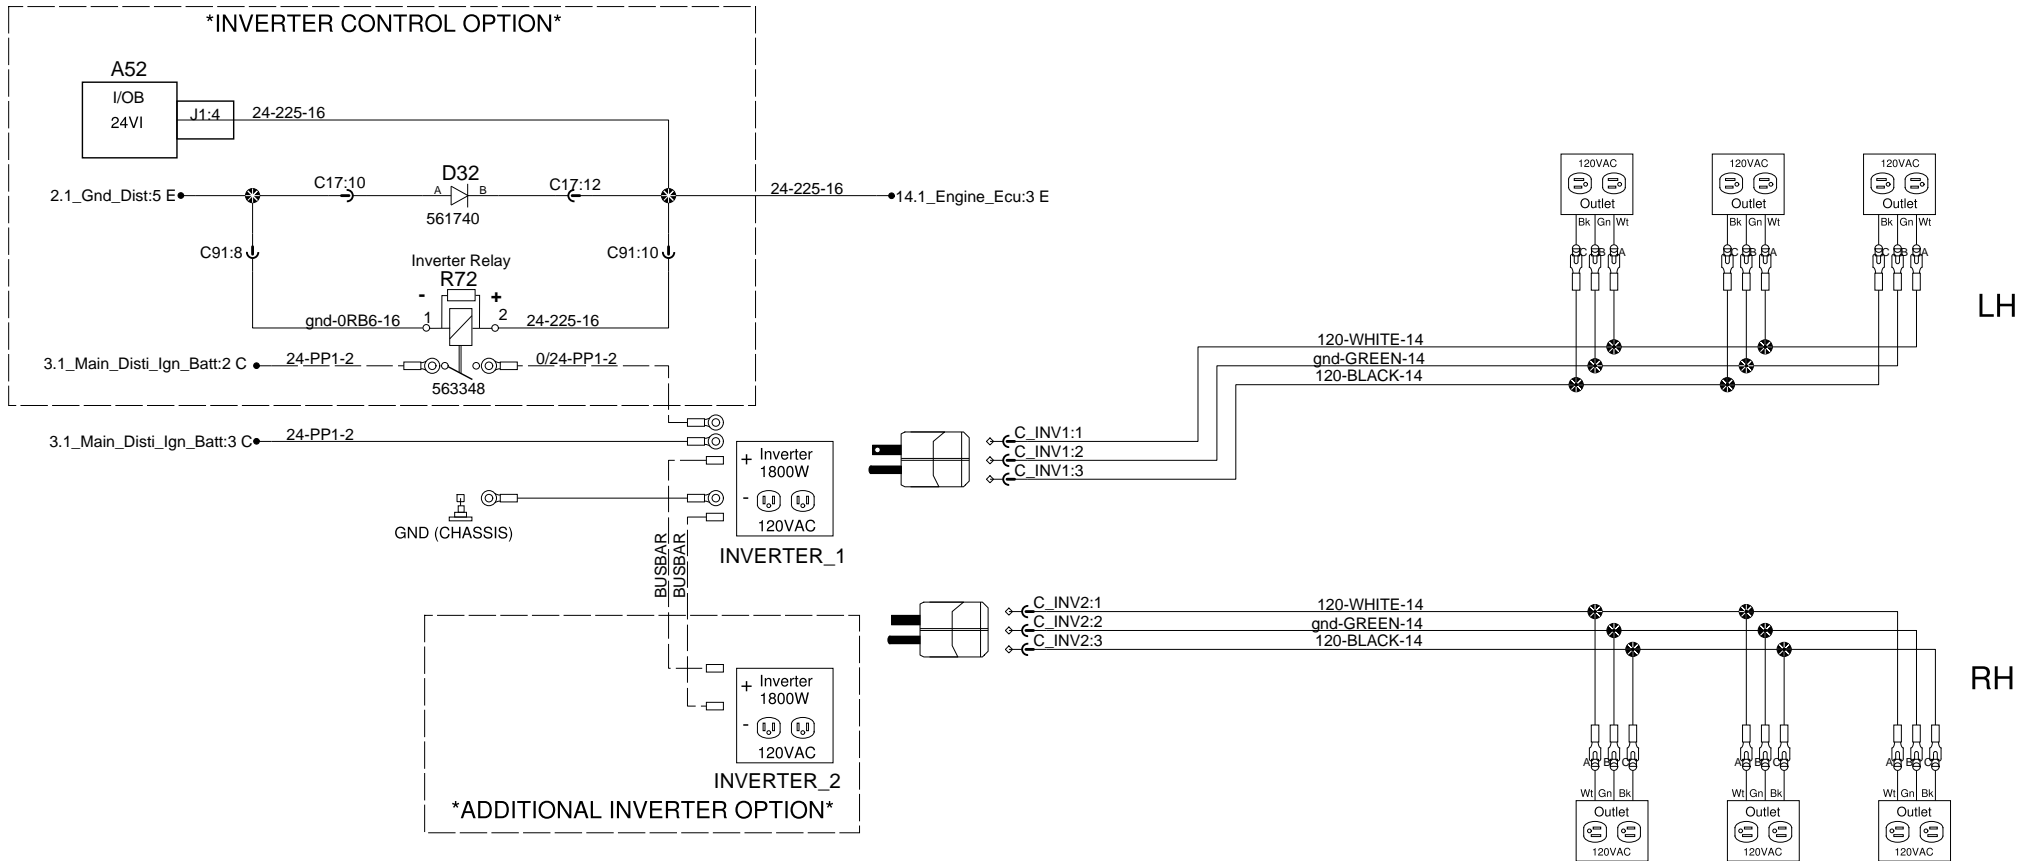 *INVERTER CONTROL OPTION*
A52
I/OB
24VI
J1:4
24-225-16
2.1_Gnd_Dist:5 E
C17:10
D32
A
B
561740
C17:12
24-225-16
14.1_Engine_Ecu:3 E
C91:8
C91:10
Inverter Relay
R72
-
+
gnd-0RB6-16
1
2
24-225-16
3.1_Main_Disti_Ign_Batt:2 C
24-PP1-2
0/24-PP1-2
563348
3.1_Main_Disti_Ign_Batt:3 C
24-PP1-2
+
Inverter
1800W
-
120VAC
INVERTER_1
GND (CHASSIS)
BUSBAR
BUSBAR
+
Inverter
1800W
-
120VAC
INVERTER_2
*ADDITIONAL INVERTER OPTION*
C_INV1:1
C_INV1:2
C_INV1:3
120-WHITE-14
gnd-GREEN-14
120-BLACK-14
120VAC
Outlet
Bk Gn Wt
C B A
120VAC
Outlet
Bk Gn Wt
C B A
120VAC
Outlet
Bk Gn Wt
C B A
LH
C_INV2:1
C_INV2:2
C_INV2:3
120-WHITE-14
gnd-GREEN-14
120-BLACK-14
RH
A B C
Wt Gn Bk
Outlet
120VAC
A B C
Wt Gn Bk
Outlet
120VAC
A B C
Wt Gn Bk
Outlet
120VAC